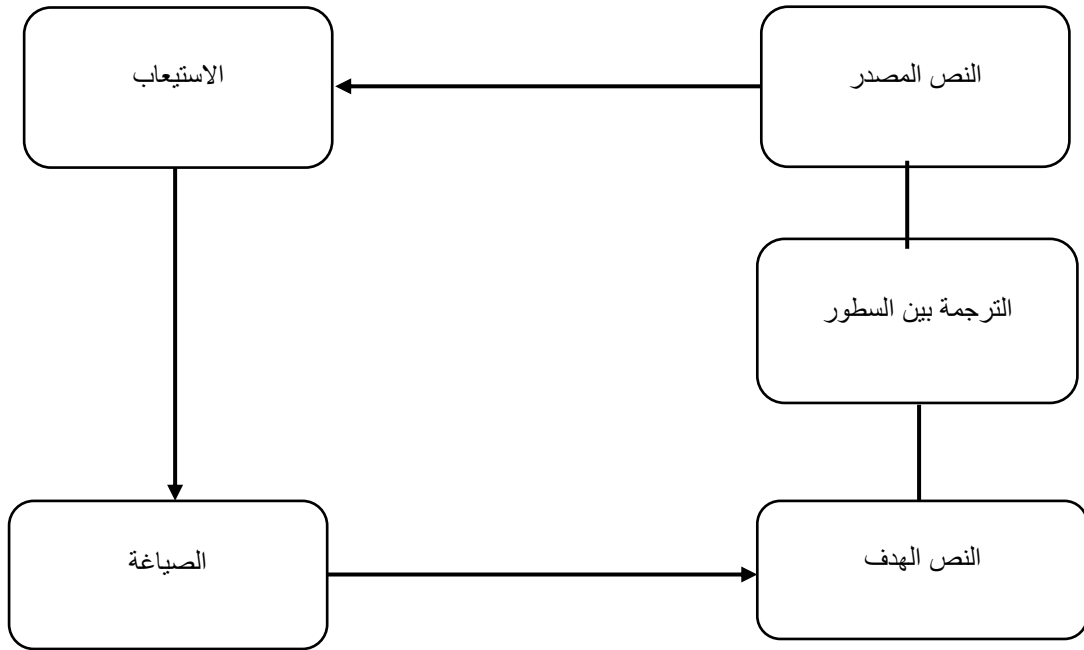 النص المصدر
الاستيعاب
الترجمة بين السطور
النص الهدف
الصياغة